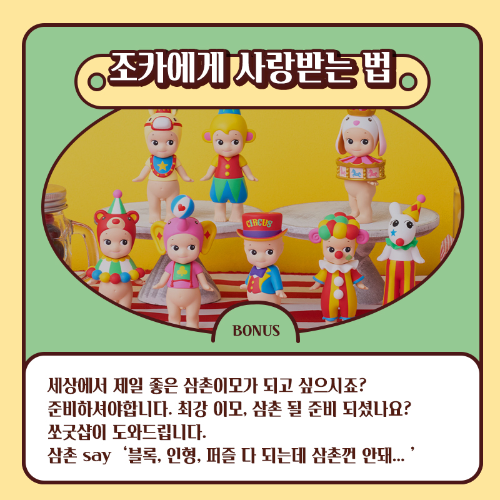 조카에게 사랑받는 법
CIRCUS
BONUS
세상에서 제일 좋은 삼촌이모가 되고 싶으시죠?
준비하셔야합니다. 최강 이모, 삼촌 될 준비 되셨나요?
쏘굿샵이 도와드립니다.
삼촌 say ‘블록, 인형, 퍼즐 다 되는데 삼촌껀 안돼... ’